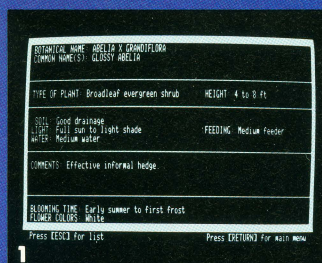 BOTANICAL NAME: ABELIA X GRANDIFLORA
COMMON NAME(S): GLOSSY ABELIA
TYPE OF PLANT: Broadleaf evergreen shrub HEIGHT: 4 to 8 ft
SOIL: Good drainage
LIGHT: Full sun to light shade FEEDING: Medium feeder
WATER: Medium water
COMMENTS: Effective informal hedge.
BLOOMING TIME: Early summer to first frost
FLOWER COLORS: White
Press [ESC] for list Press [RETURN] for main menu
1